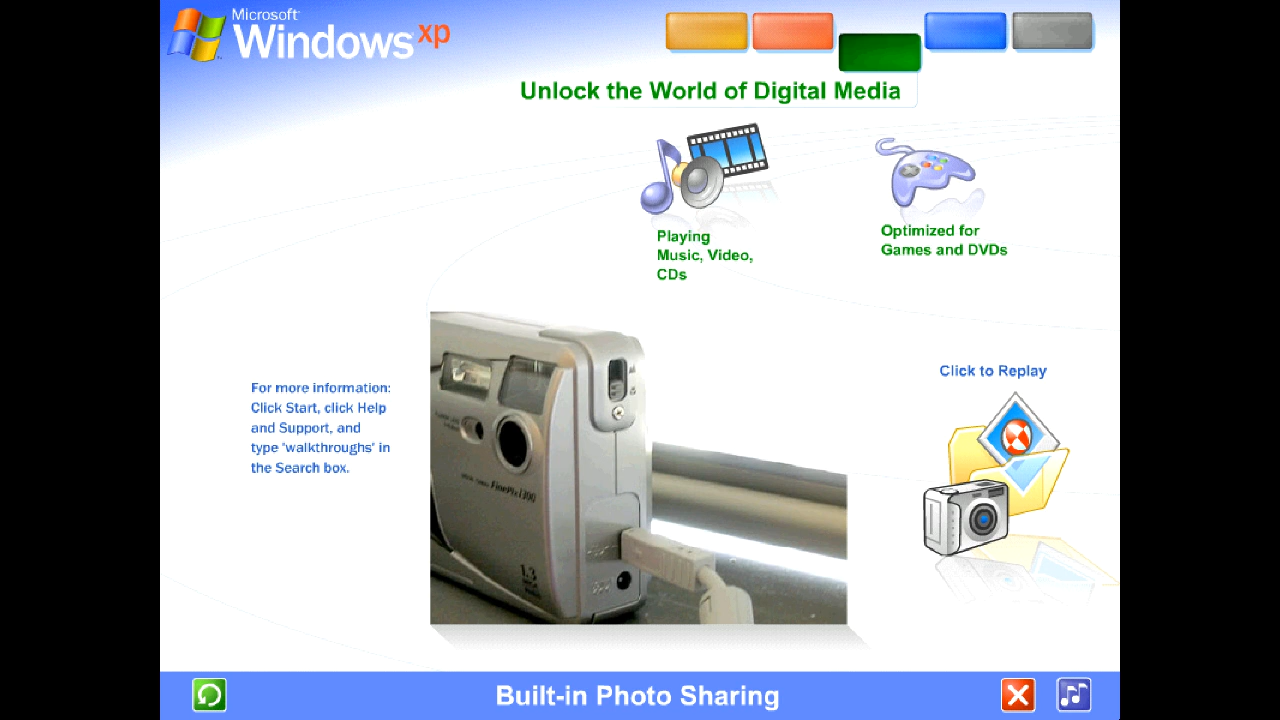 Microsoft
Windows xp
Unlock the World of Digital Media
Playing
Music, Video,
CDs
Optimized for
Games and DVDs
For more information:
Click Start, click Help
and Support, and
type 'walkthroughs' in
the Search box.
Click to Replay
FinePix1300
1.3
Built-in Photo Sharing